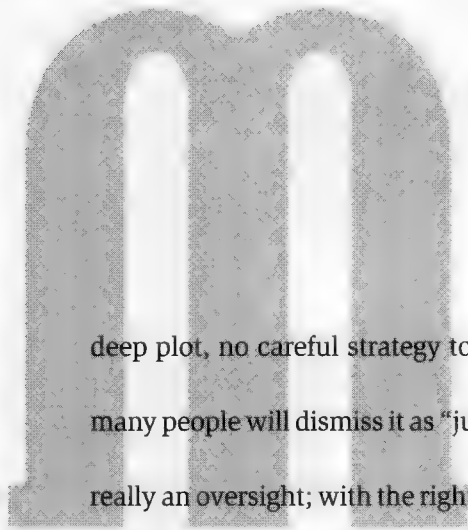 m
deep plot, no careful strategy to
many people will dismiss it as “ju
really an oversight; with the righ